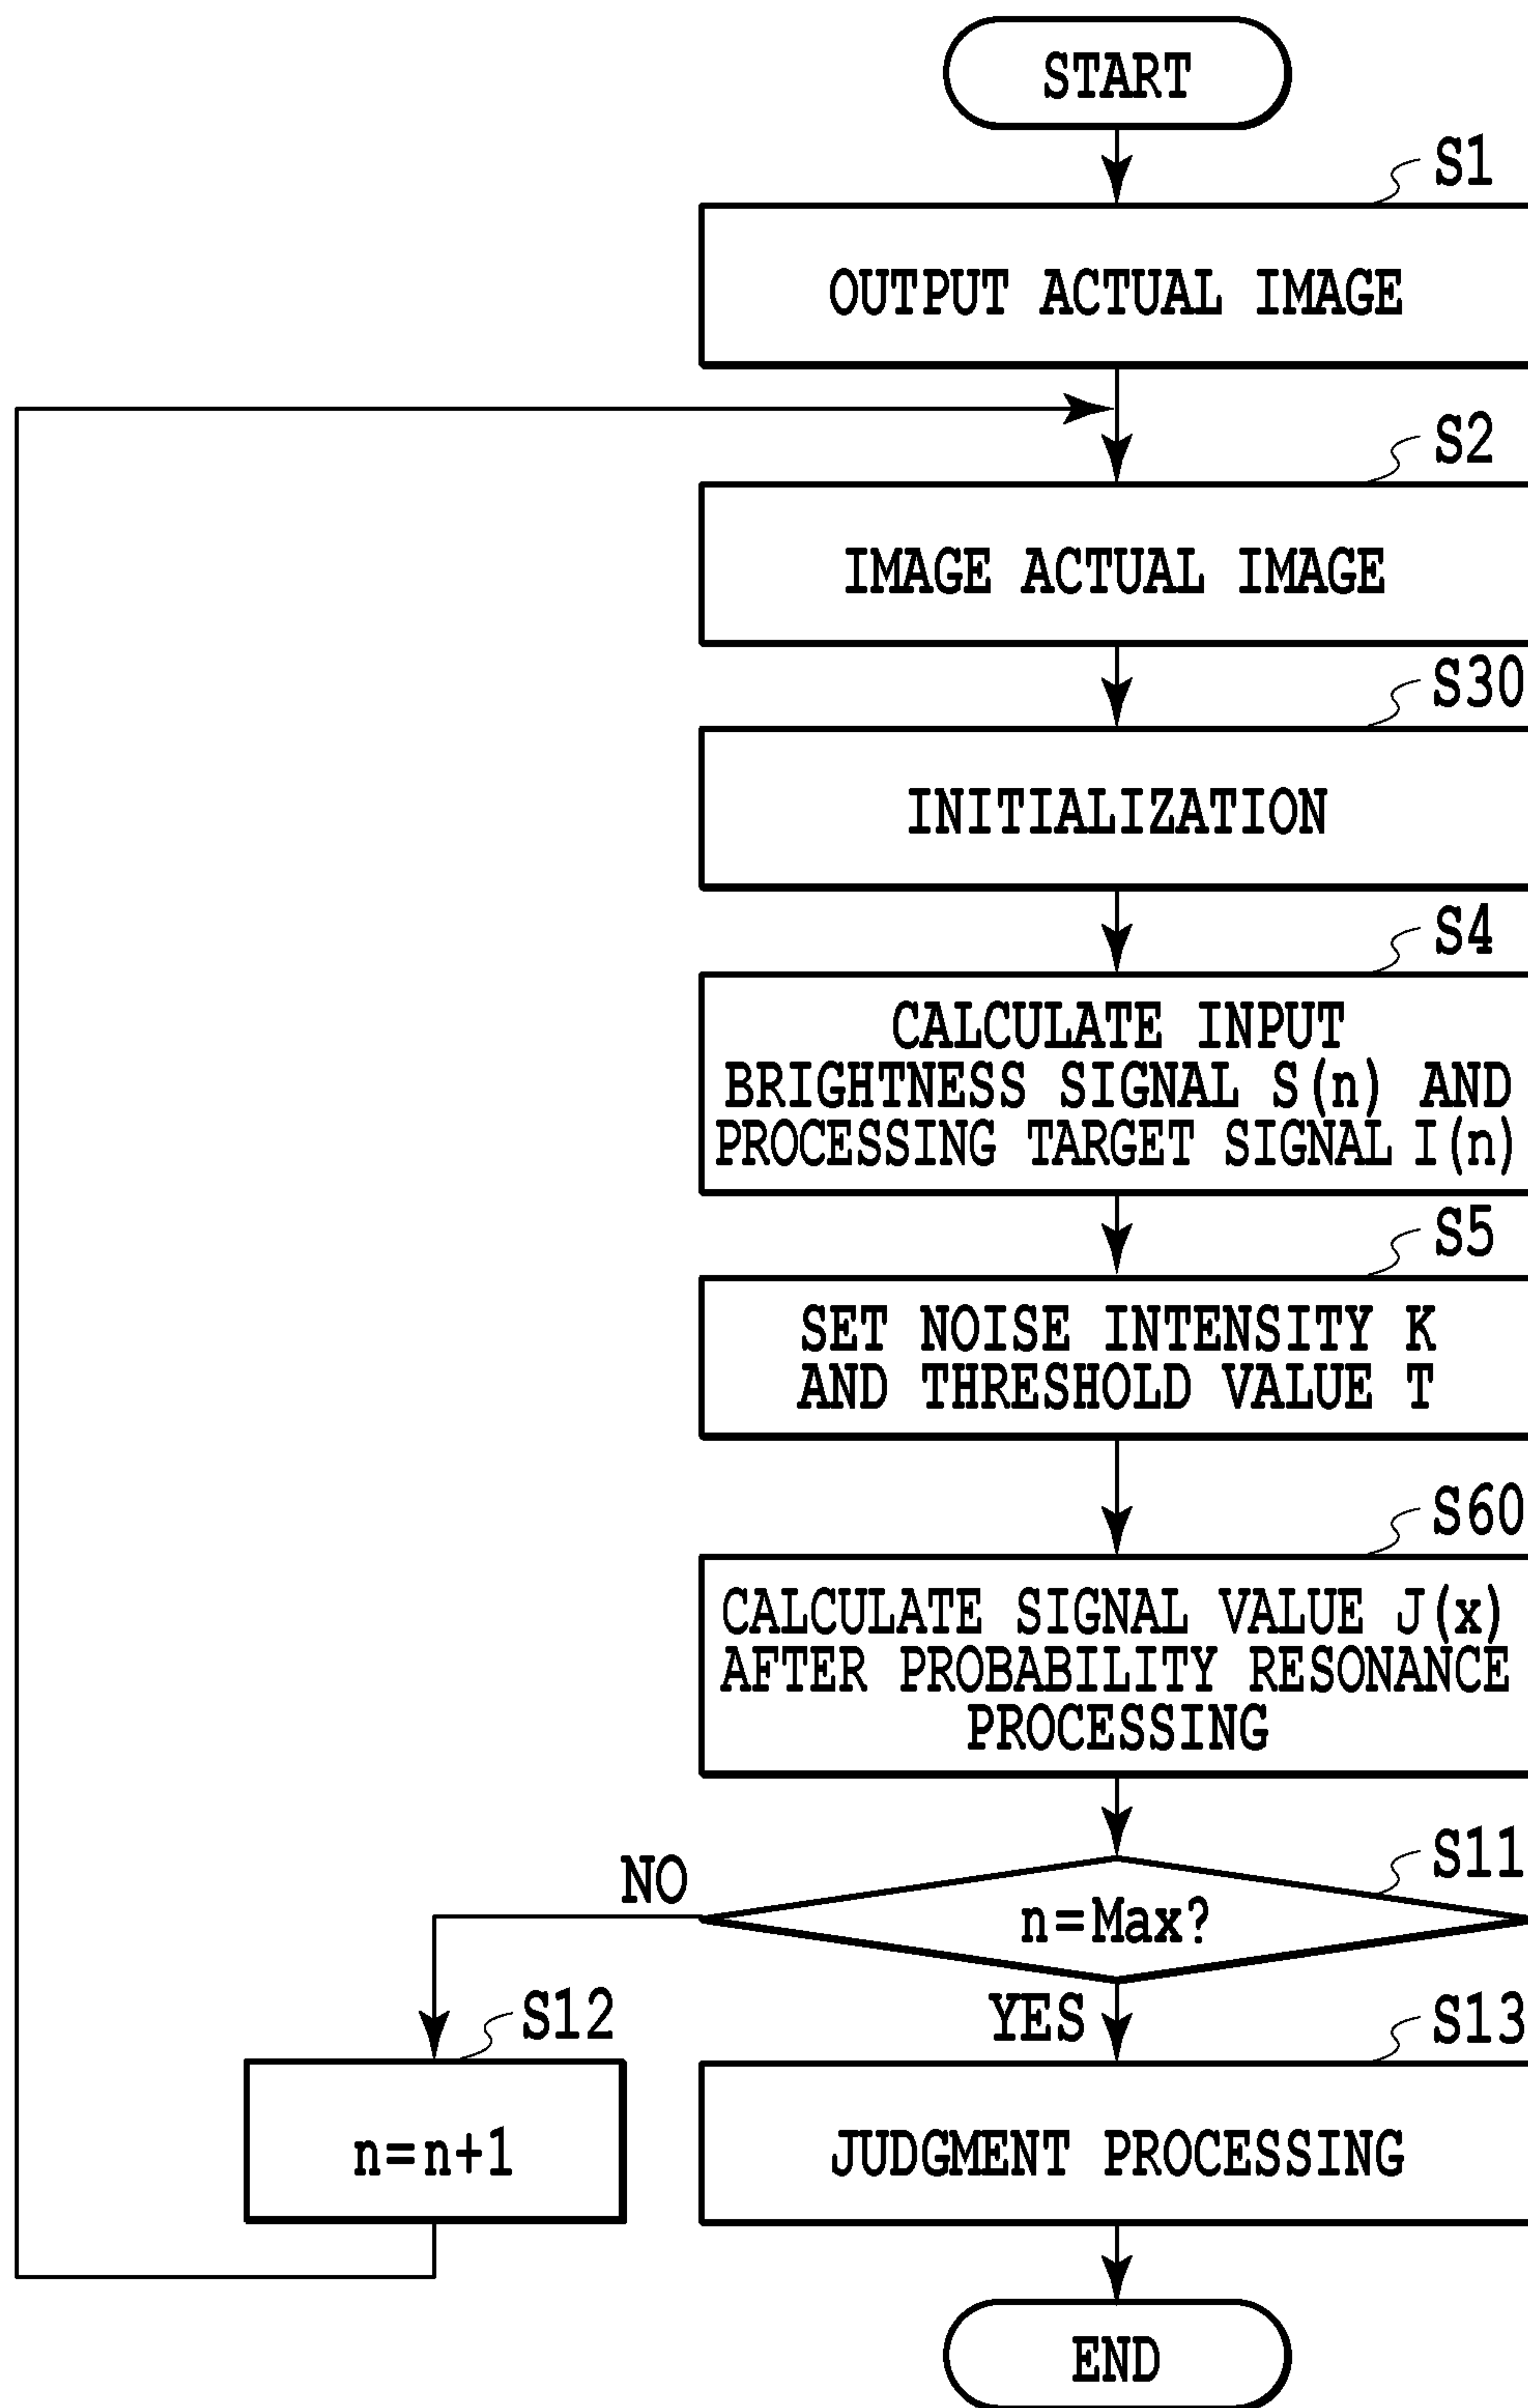 START
S1
OUTPUT ACTUAL IMAGE
S2
IMAGE ACTUAL IMAGE
S30
INITIALIZATION
S4
CALCULATE INPUT
BRIGHTNESS SIGNAL S(n) AND
PROCESSING TARGET SIGNAL I(n)
S5
SET NOISE INTENSITY K
AND THRESHOLD VALUE T
S60
CALCULATE SIGNAL VALUE J(x)
AFTER PROBABILITY RESONANCE
PROCESSING
S11
NO
n=Max?
YES
S12
S13
n=n+1
JUDGMENT PROCESSING
END